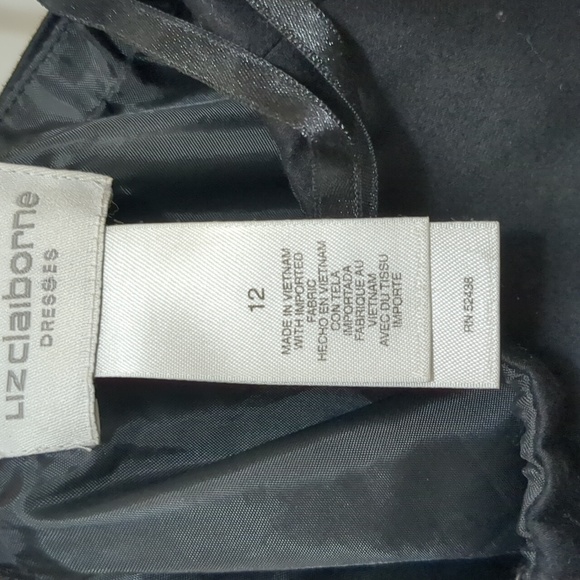 LIZ claiborne
DRESSES
12
MADE IN VIETNAM
WITH IMPORTED
FABRIC
HECHO EN VIETNAM
CON TELA
IMPORTADA
FABRIQUE AU
VIETNAM
AVEC DU TISSU
IMPORTE
RN 52436